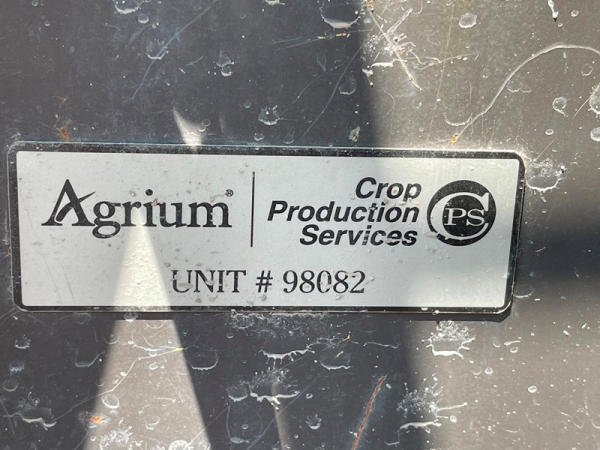 Agrium®
Crop
Production
Services
CPS
UNIT # 98082